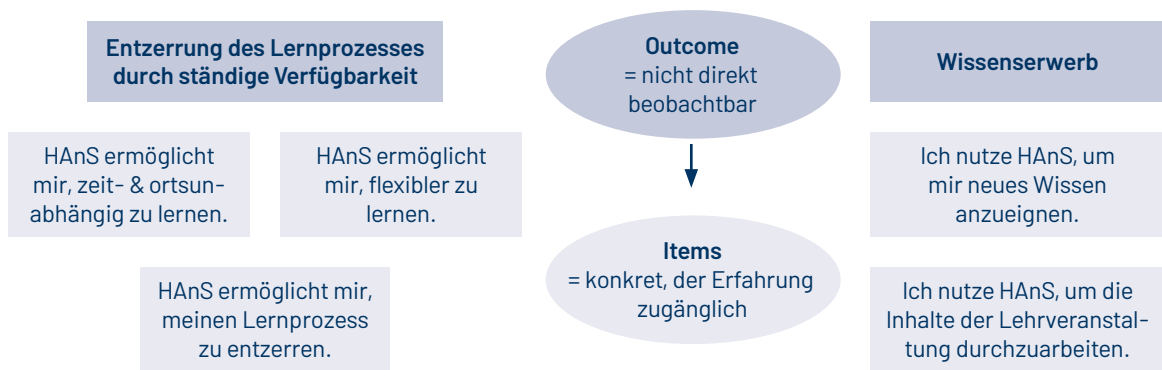 Entzerrung des Lernprozesses
durch ständige Verfügbarkeit
HAnS ermöglicht
mir, zeit- & ortsun-
abhängig zu lernen.
HAnS ermöglicht
mir, flexibler zu
lernen.
HAnS ermöglicht mir,
meinen Lernprozess
zu entzerren.
Outcome
= nicht direkt
beobachtbar
Items
= konkret, der Erfahrung
zugänglich
Wissenserwerb
Ich nutze HAnS, um
mir neues Wissen
anzueignen.
Ich nutze HAnS, um die
Inhalte der Lehrveranstal-
tung durchzuarbeiten.